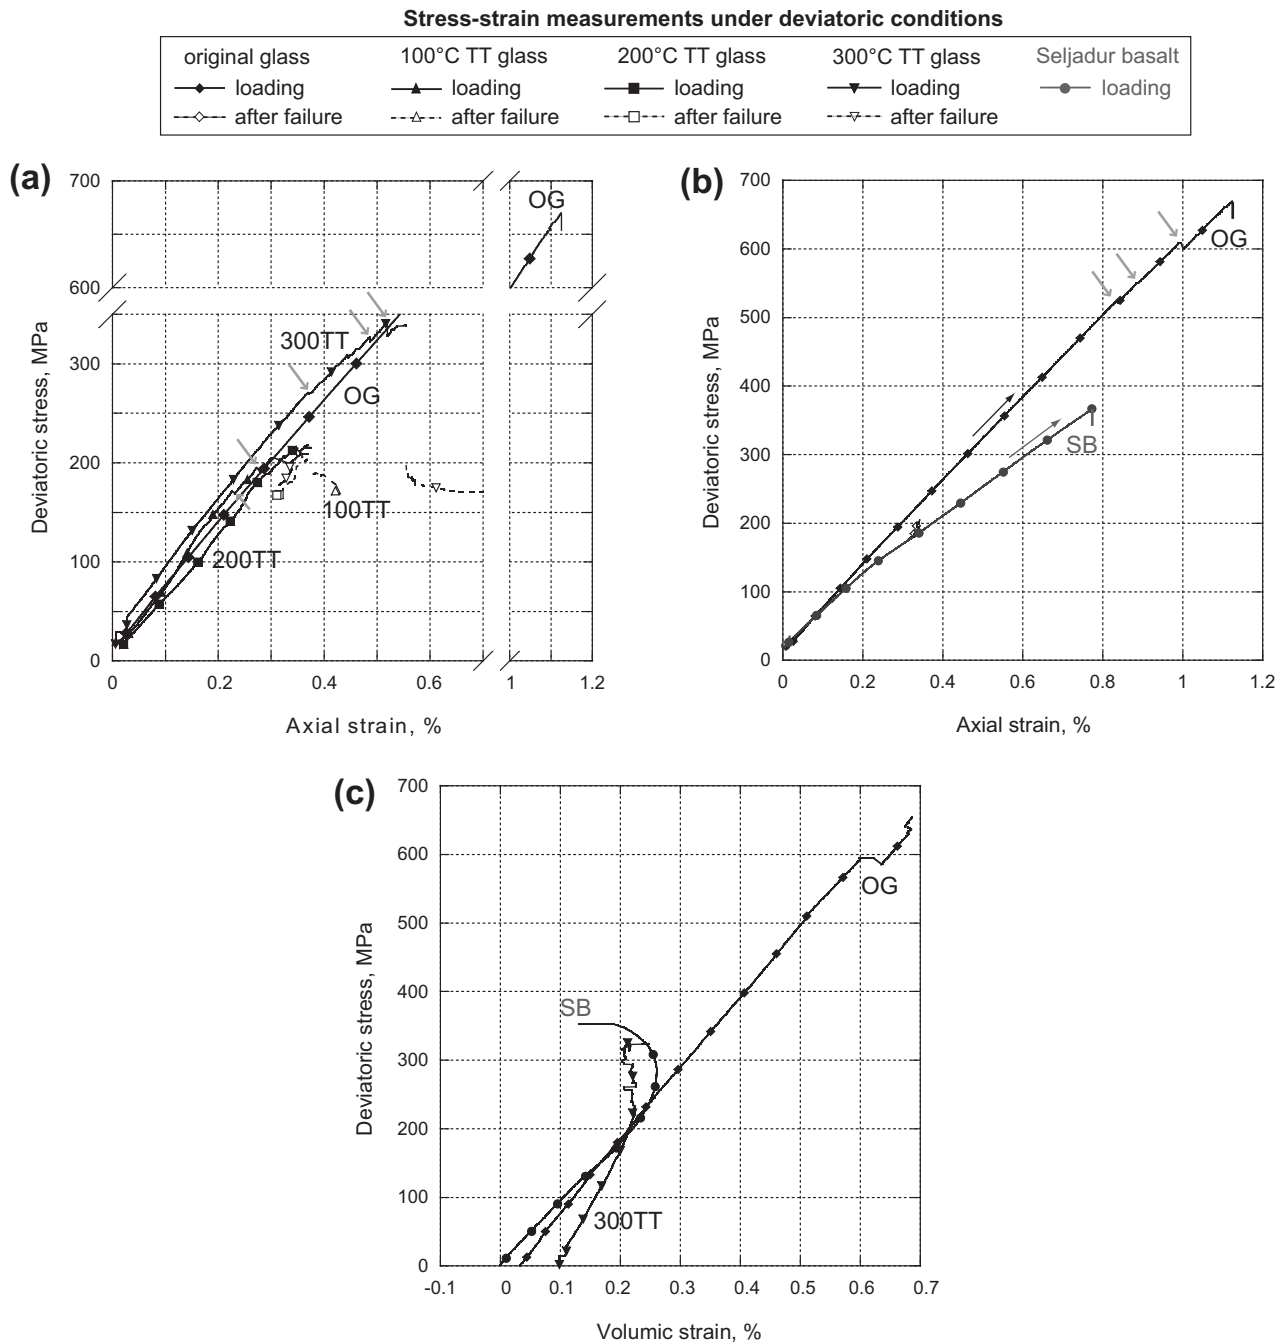 Stress-strain measurements under deviatoric conditions
original glass 100°C TT glass 200°C TT glass 300°C TT glass Seljadur basalt
loading loading loading loading loading
after failure after failure after failure after failure
(a)
700
600
300
200
100
0
0 0.2 0.4 0.6 1 1.2
Deviatoric stress, MPa
Axial strain, %
OG
300TT
OG
100TT
200TT
(b)
700
600
500
400
300
200
100
0
0 0.2 0.4 0.6 0.8 1 1.2
Deviatoric stress, MPa
Axial strain, %
OG
SB
(c)
700
600
500
400
300
200
100
0
-0.1 0 0.1 0.2 0.3 0.4 0.5 0.6 0.7
Deviatoric stress, MPa
Volumic strain, %
OG
SB
300TT